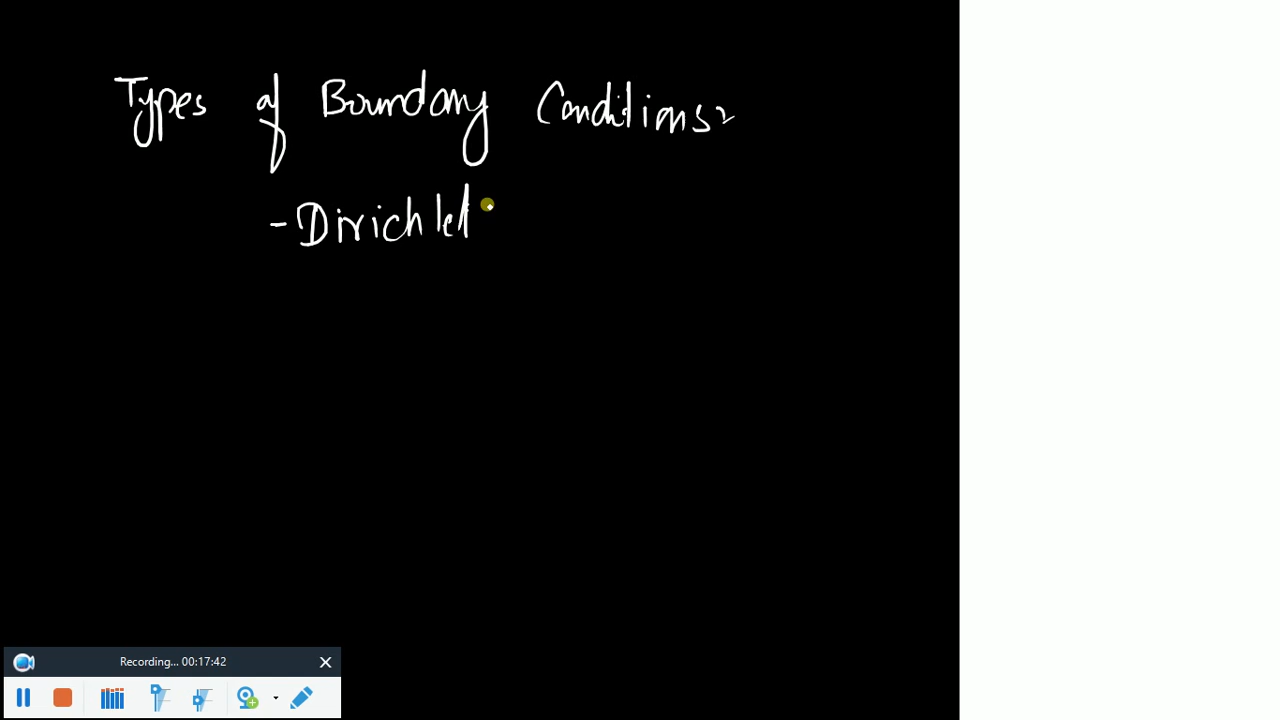 Types of Boundary Conditions:
- Dirichlet
Recording... 00:17:42